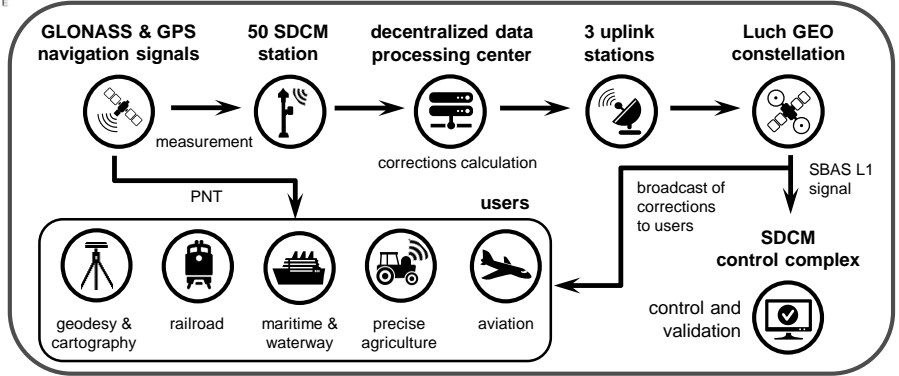 E
GLONASS & GPS
navigation signals
50 SDCM
station
decentralized data
processing center
3 uplink
stations
Luch GEO
constellation
measurement
corrections calculation
PNT
broadcast of
corrections
to users
SBAS L1
signal
users
geodesy &
cartography
railroad
maritime &
waterway
precise
agriculture
aviation
SDCM
control complex
control and
validation